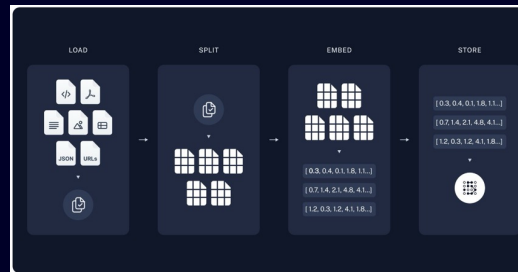 LOAD
SPLIT
EMBED
STORE
</>
JSON URLs
[ 0.3, 0.4, 0.1, 1.8, 1.1...]
[ 0.7, 1.4, 2.1, 4.8, 4.1...]
[ 1.2, 0.3, 1.2, 4.1, 1.8...]
[ 0.3, 0.4, 0.1, 1.8, 1.1...]
[ 0.7, 1.4, 2.1, 4.8, 4.1...]
[ 1.2, 0.3, 1.2, 4.1, 1.8...]